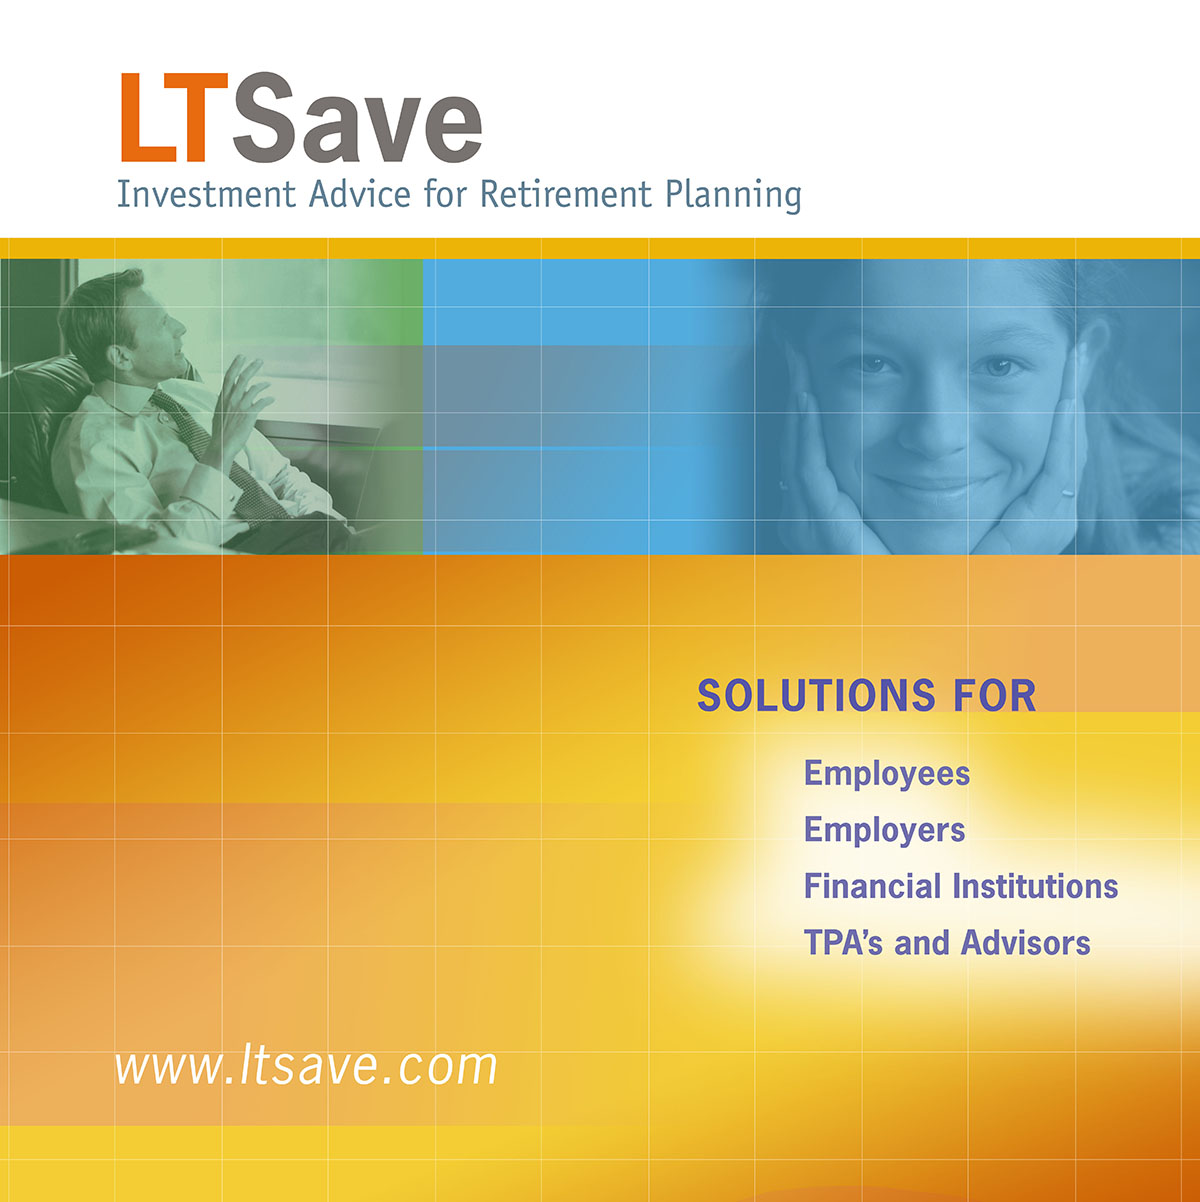 LTSave
Investment Advice for Retirement Planning
SOLUTIONS FOR
Employees
Employers
Financial Institutions
TPA’s and Advisors
www.ltsave.com